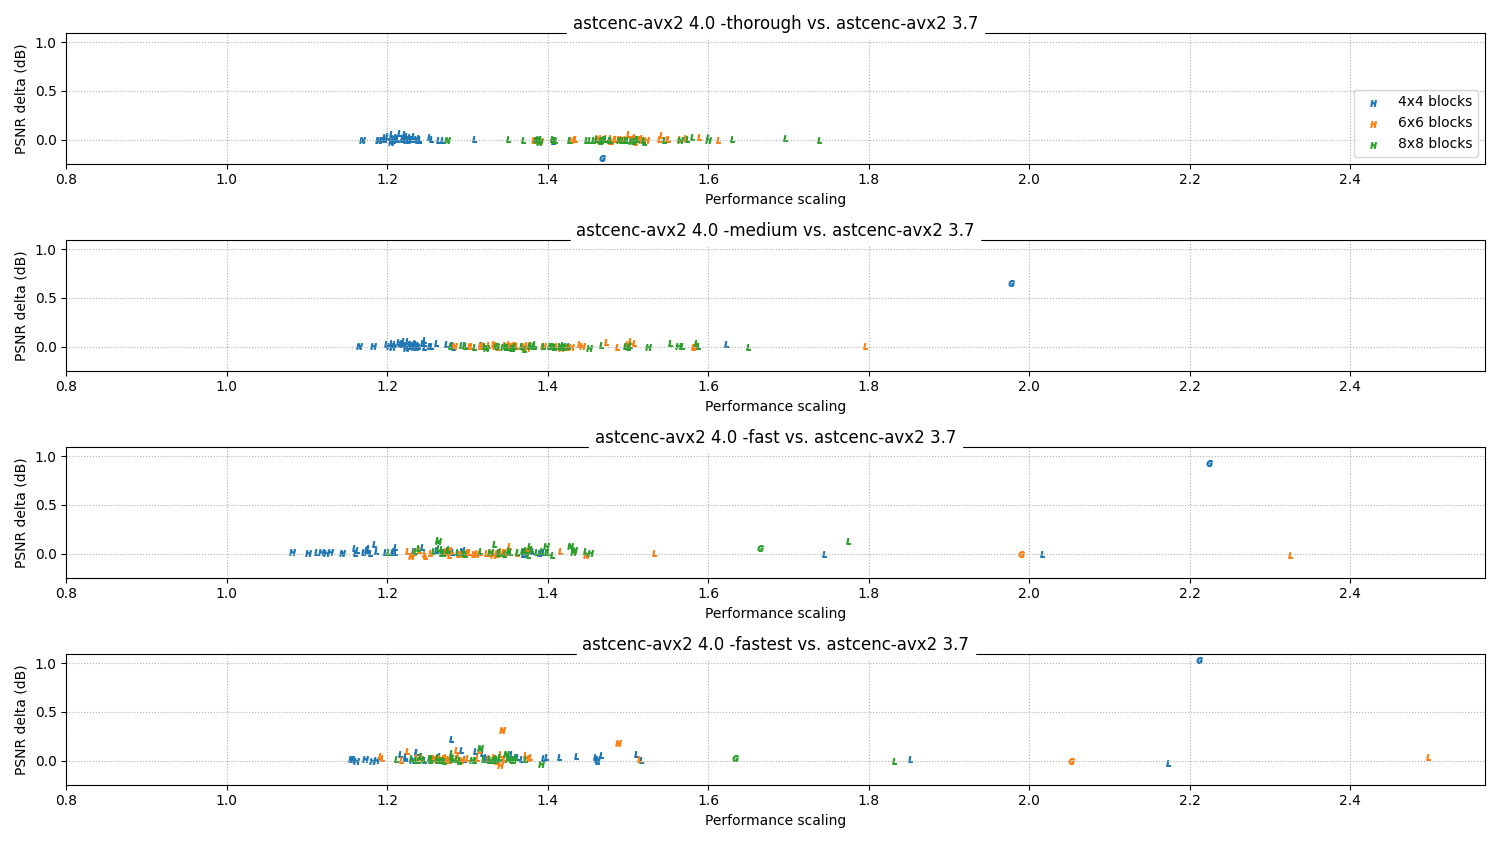 astcenc-avx2 4.0 -thorough vs. astcenc-avx2 3.7
PSNR delta (dB)
1.0
0.5
0.0
H 4x4 blocks
H 6x6 blocks
H 8x8 blocks
0.8 1.0 1.2 1.4 1.6 1.8 2.0 2.2 2.4
Performance scaling
astcenc-avx2 4.0 -medium vs. astcenc-avx2 3.7
PSNR delta (dB)
1.0
0.5
0.0
0.8 1.0 1.2 1.4 1.6 1.8 2.0 2.2 2.4
Performance scaling
astcenc-avx2 4.0 -fast vs. astcenc-avx2 3.7
PSNR delta (dB)
1.0
0.5
0.0
0.8 1.0 1.2 1.4 1.6 1.8 2.0 2.2 2.4
Performance scaling
astcenc-avx2 4.0 -fastest vs. astcenc-avx2 3.7
PSNR delta (dB)
1.0
0.5
0.0
0.8 1.0 1.2 1.4 1.6 1.8 2.0 2.2 2.4
Performance scaling